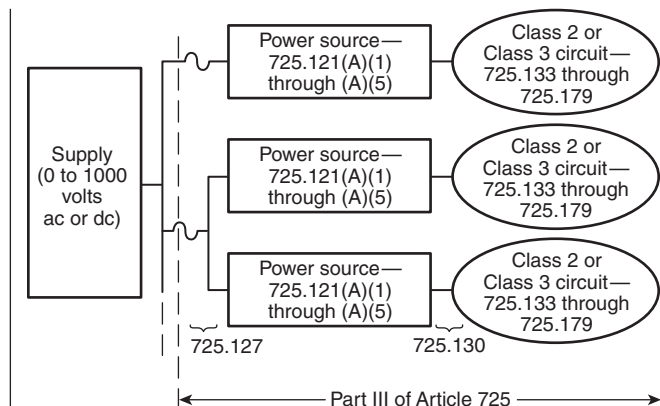 Supply
(0 to 1000
volts
ac or dc)
Power source—
725.121(A)(1)
through (A)(5)
Class 2 or
Class 3 circuit—
725.133 through
725.179
Power source—
725.121(A)(1)
through (A)(5)
Class 2 or
Class 3 circuit—
725.133 through
725.179
Power source—
725.121(A)(1)
through (A)(5)
Class 2 or
Class 3 circuit—
725.133 through
725.179
725.127
725.130
Part III of Article 725